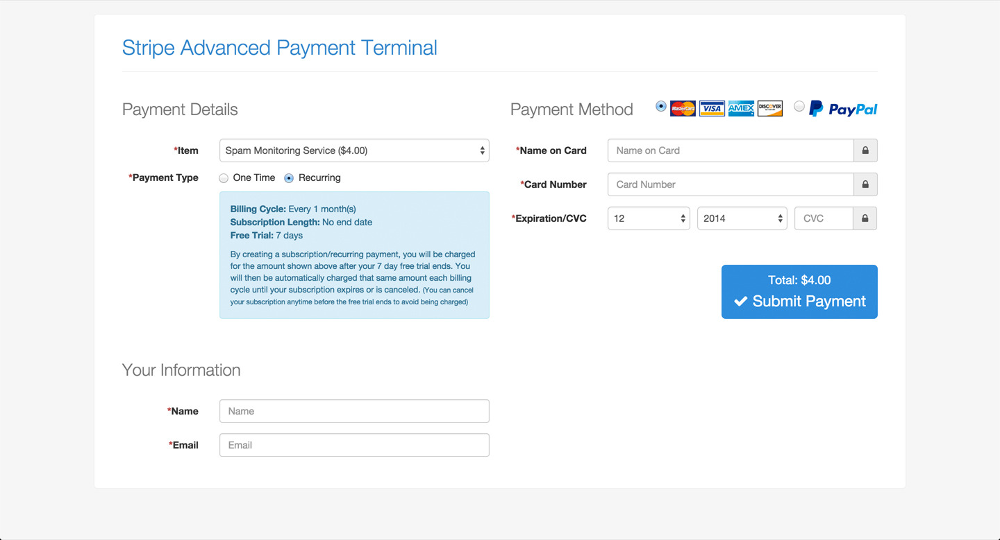 Stripe Advanced Payment Terminal
Payment Details
*Item
Spam Monitoring Service ($4.00)
*Payment Type
One Time
Recurring
Billing Cycle: Every 1 month(s)
Subscription Length: No end date
Free Trial: 7 days
By creating a subscription/recurring payment, you will be charged
for the amount shown above after your 7 day free trial ends. You
will then be automatically charged that same amount each billing
cycle until your subscription expires or is canceled. (You can cancel
your subscription anytime before the free trial ends to avoid being charged)
Payment Method
MasterCard
VISA
AMEX
DISCOVER
PayPal
*Name on Card
Name on Card
*Card Number
Card Number
*Expiration/CVC
12
2014
CVC
Total: $4.00
Submit Payment
Your Information
*Name
Name
*Email
Email